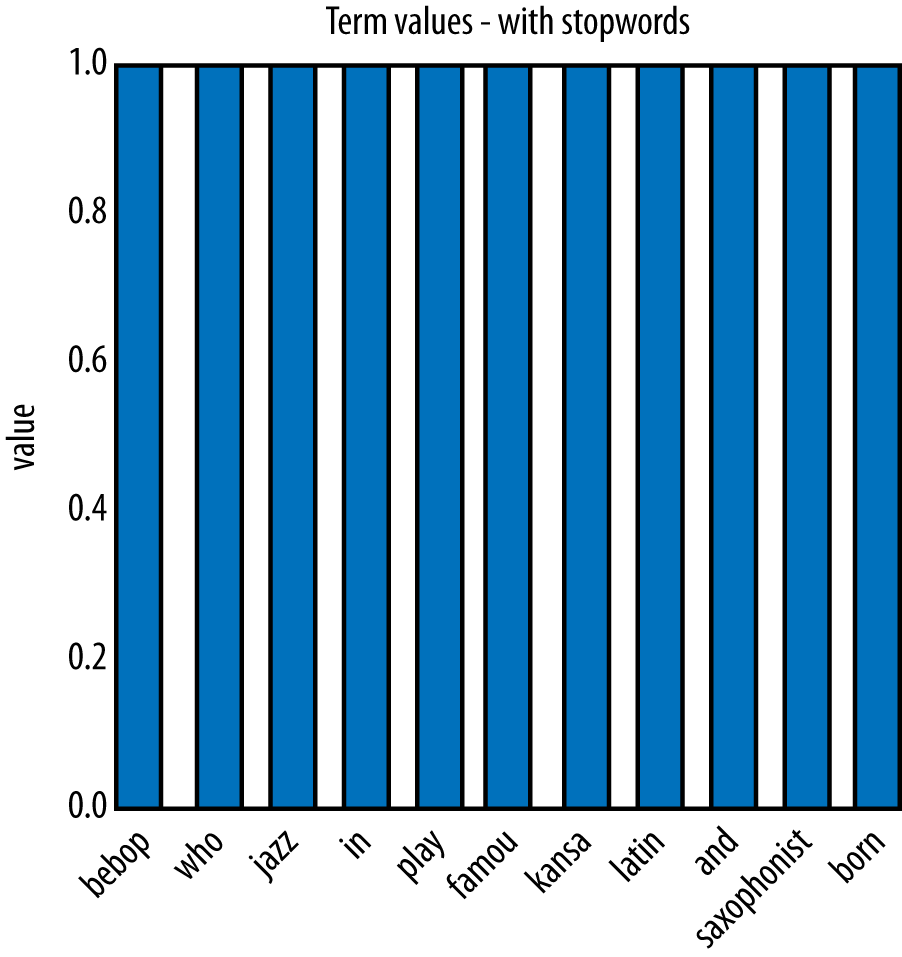 Term values - with stopwords
1.0
0.8
0.6
0.4
0.2
0.0
value
bebop
who
jazz
in
play
famou
kansa
latin
and
saxophonist
born